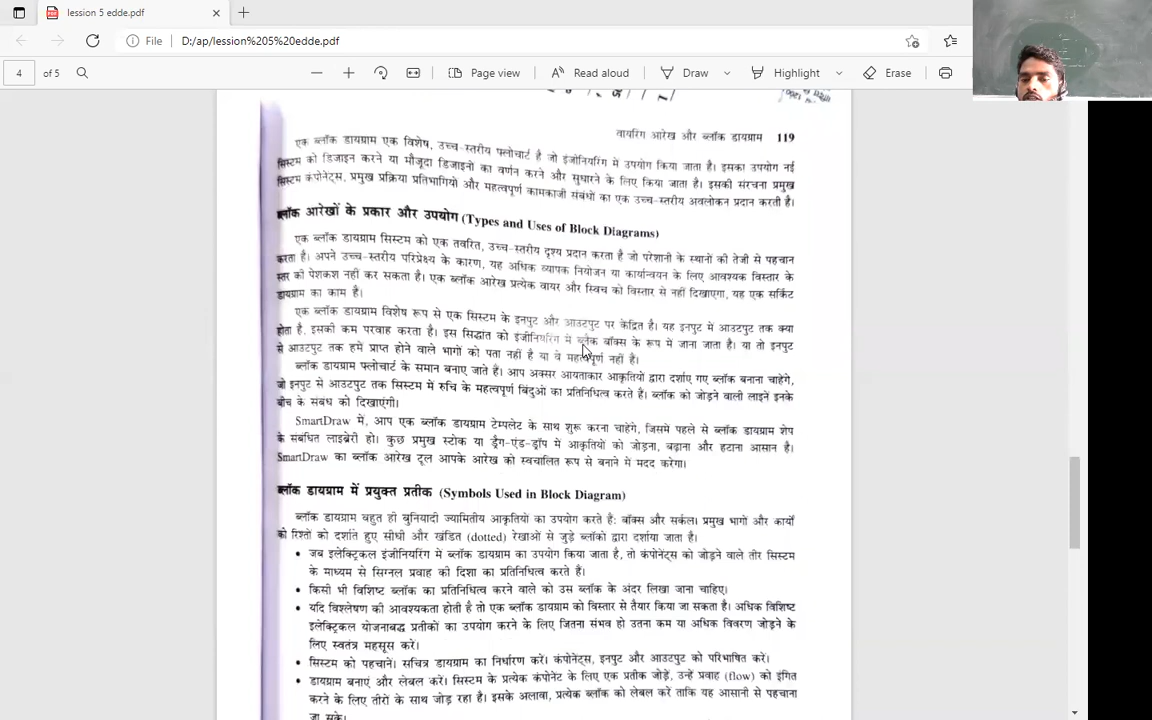 lession 5 edde.pdf
File D:/ap/lession%205%20edde.pdf
4 of 5 Page view Read aloud Draw Highlight Erase
वायरिंग आरेख और ब्लॉक डायग्राम 119
एक ब्लॉक डायग्राम एक विशेष, उच्च-स्तरीय फ्लोचार्ट है जो इंजीनियरिंग में उपयोग किया जाता है। इसका उपयोग नई
सिस्टम को डिजाइन करने या मौजूदा डिजाइनों का वर्णन करने और सुधारने के लिए किया जाता है। इसकी संरचना प्रमुख
सिस्टम कंपोनेंट्स, प्रमुख प्रक्रिया प्रतिभागियों और महत्वपूर्ण कामकाजी संबंधों का एक उच्च-स्तरीय अवलोकन प्रदान करती है।
ब्लॉक आरेखों के प्रकार और उपयोग (Types and Uses of Block Diagrams)
एक ब्लॉक डायग्राम सिस्टम को एक त्वरित, उच्च-स्तरीय दृश्य प्रदान करता है जो परेशानी के स्थानों की तेजी से पहचान
करता है। अपने उच्च-स्तरीय परिप्रेक्ष्य के कारण, यह अधिक व्यापक नियोजन या कार्यान्वयन के लिए आवश्यक विस्तार के
स्तर की पेशकश नहीं कर सकता है। एक ब्लॉक आरेख प्रत्येक वायर और स्विच को विस्तार से नहीं दिखाएगा, यह एक सर्किट
डायग्राम का काम है।
एक ब्लॉक डायग्राम विशेष रूप से एक सिस्टम के इनपुट और आउटपुट पर केंद्रित है। यह इनपुट में आउटपुट तक क्या
होता है, इसकी कम परवाह करता है। इस सिद्धांत को इंजीनियरिंग में ब्लैक बॉक्स के रूप में जाना जाता है। या तो इनपुट
से आउटपुट तक हमें प्राप्त होने वाले भागों को पता नहीं है या वे महत्वपूर्ण नहीं है।
ब्लॉक डायग्राम फ्लोचार्ट के समान बनाए जाते हैं। आप अक्सर आयताकार आकृतियों द्वारा दर्शाए गए ब्लॉक बनाना चाहेंगे,
जो इनपुट से आउटपुट तक सिस्टम में रुचि के महत्वपूर्ण बिंदुओं का प्रतिनिधित्व करते हैं। ब्लॉक को जोड़ने वाली लाइनें इनके
बीच के संबध को दिखाएंगी।
SmartDraw में, आप एक ब्लॉक डायग्राम टेम्पलेट के साथ शुरू करना चाहेंगे, जिसमें पहले से ब्लॉक डायग्राम शेप
के संबंधित लाइब्रेरी हो। कुछ प्रमुख स्टोक या ड्रैग-एंड-ड्रॉप में आकृतियों को जोड़ना, बढ़ाना और हटाना आसान है।
SmartDraw का ब्लॉक आरेख टूल आपके आरेख को स्वचालित रूप से बनाने में मदद करेगा।
ब्लॉक डायग्राम में प्रयुक्त प्रतीक (Symbols Used in Block Diagram)
ब्लॉक डायग्राम बहुत ही बुनियादी ज्यामितीय आकृतियों का उपयोग करते हैं: बॉक्स और सर्कल। प्रमुख भागों और कार्यों
को रिश्तों को दर्शाते हुए सीधी और खंडित (dotted) रेखाओं से जुड़े ब्लॉकों द्वारा दर्शाया जाता है।
• जब इलेक्ट्रिकल इंजीनियरिंग में ब्लॉक डायग्राम का उपयोग किया जाता है, तो कंपोनेंट्स को जोड़ने वाले तीर सिस्टम
के माध्यम से सिग्नल प्रवाह की दिशा का प्रतिनिधित्व करते हैं।
• किसी भी विशिष्ट ब्लॉक का प्रतिनिधित्व करने वाले को उस ब्लॉक के अंदर लिखा जाना चाहिए।
• यदि विश्लेषण की आवश्यकता होती है तो एक ब्लॉक डायग्राम को विस्तार से तैयार किया जा सकता है। अधिक विशिष्ट
इलेक्ट्रिकल योजनाबद्ध प्रतीकों का उपयोग करने के लिए जितना संभव हो उतना कम या अधिक विवरण जोड़ने के
लिए स्वतंत्र महसूस करें।
• सिस्टम को पहचानें। सचित्र डायग्राम का निर्धारण करें। कंपोनेंट्स, इनपुट और आउटपुट को परिभाषित करें।
• डायग्राम बनाएं और लेबल करें। सिस्टम के प्रत्येक कंपोनेंट के लिए एक प्रतीक जोड़ें, उन्हें प्रवाह (flow) को इंगित
करने के लिए तीरों के साथ जोड़ रहा है। इसके अलावा, प्रत्येक ब्लॉक को लेबल करें ताकि यह आसानी से पहचाना
जा सके।